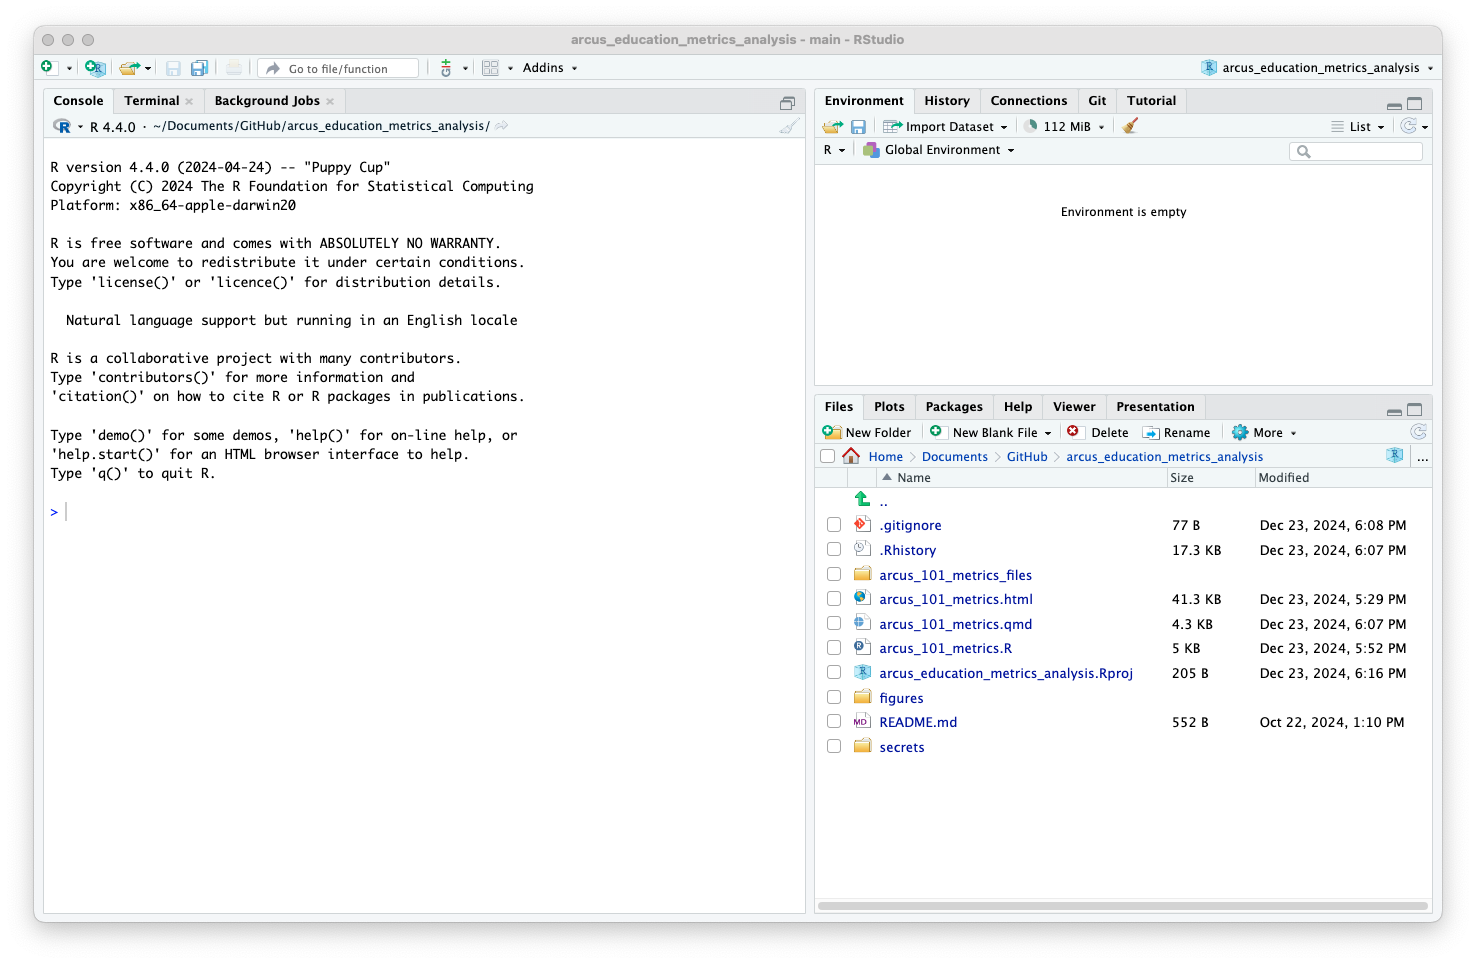 arcus_education_metrics_analysis - main - RStudio
Go to file/function
Addins
arcus_education_metrics_analysis
Console Terminal Background Jobs
R 4.4.0 · ~/Documents/GitHub/arcus_education_metrics_analysis/
R version 4.4.0 (2024-04-24) -- "Puppy Cup"
Copyright (C) 2024 The R Foundation for Statistical Computing
Platform: x86_64-apple-darwin20
R is free software and comes with ABSOLUTELY NO WARRANTY.
You are welcome to redistribute it under certain conditions.
Type 'license()' or 'licence()' for distribution details.
Natural language support but running in an English locale
R is a collaborative project with many contributors.
Type 'contributors()' for more information and
'citation()' on how to cite R or R packages in publications.
Type 'demo()' for some demos, 'help()' for on-line help, or
'help.start()' for an HTML browser interface to help.
Type 'q()' to quit R.
>
Environment History Connections Git Tutorial
Import Dataset 112 MiB List
R Global Environment
Environment is empty
Files Plots Packages Help Viewer Presentation
New Folder New Blank File Delete Rename More
Home Documents GitHub arcus_education_metrics_analysis ...
Name Size Modified
..
.gitignore 77 B Dec 23, 2024, 6:08 PM
.Rhistory 17.3 KB Dec 23, 2024, 6:07 PM
arcus_101_metrics_files
arcus_101_metrics.html 41.3 KB Dec 23, 2024, 5:29 PM
arcus_101_metrics.qmd 4.3 KB Dec 23, 2024, 6:07 PM
arcus_101_metrics.R 5 KB Dec 23, 2024, 5:52 PM
arcus_education_metrics_analysis.Rproj 205 B Dec 23, 2024, 6:16 PM
figures
README.md 552 B Oct 22, 2024, 1:10 PM
secrets